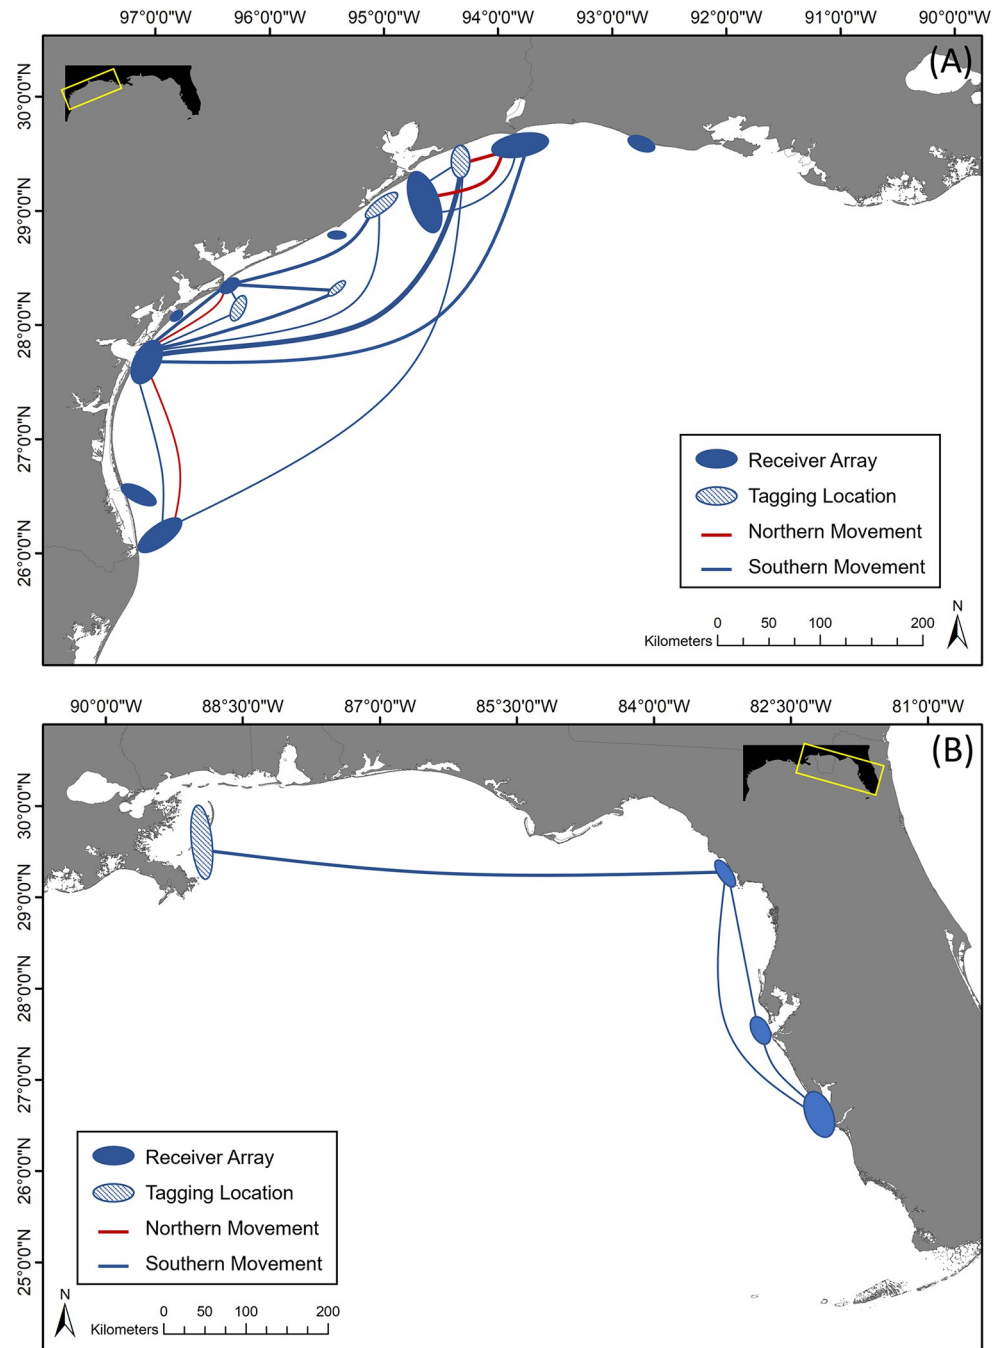 97°0'0"W 96°0'0"W 95°0'0"W 94°0'0"W 93°0'0"W 92°0'0"W 91°0'0"W 90°0'0"W
(A)
30°0'0"N
29°0'0"N
28°0'0"N
27°0'0"N
26°0'0"N
Receiver Array
Tagging Location
Northern Movement
Southern Movement
N
0 50 100 200
Kilometers
90°0'0"W 88°30'0"W 87°0'0"W 85°30'0"W 84°0'0"W 82°30'0"W 81°0'0"W
(B)
30°0'0"N
29°0'0"N
28°0'0"N
27°0'0"N
26°0'0"N
25°0'0"N
Receiver Array
Tagging Location
Northern Movement
Southern Movement
N
0 50 100 200
Kilometers